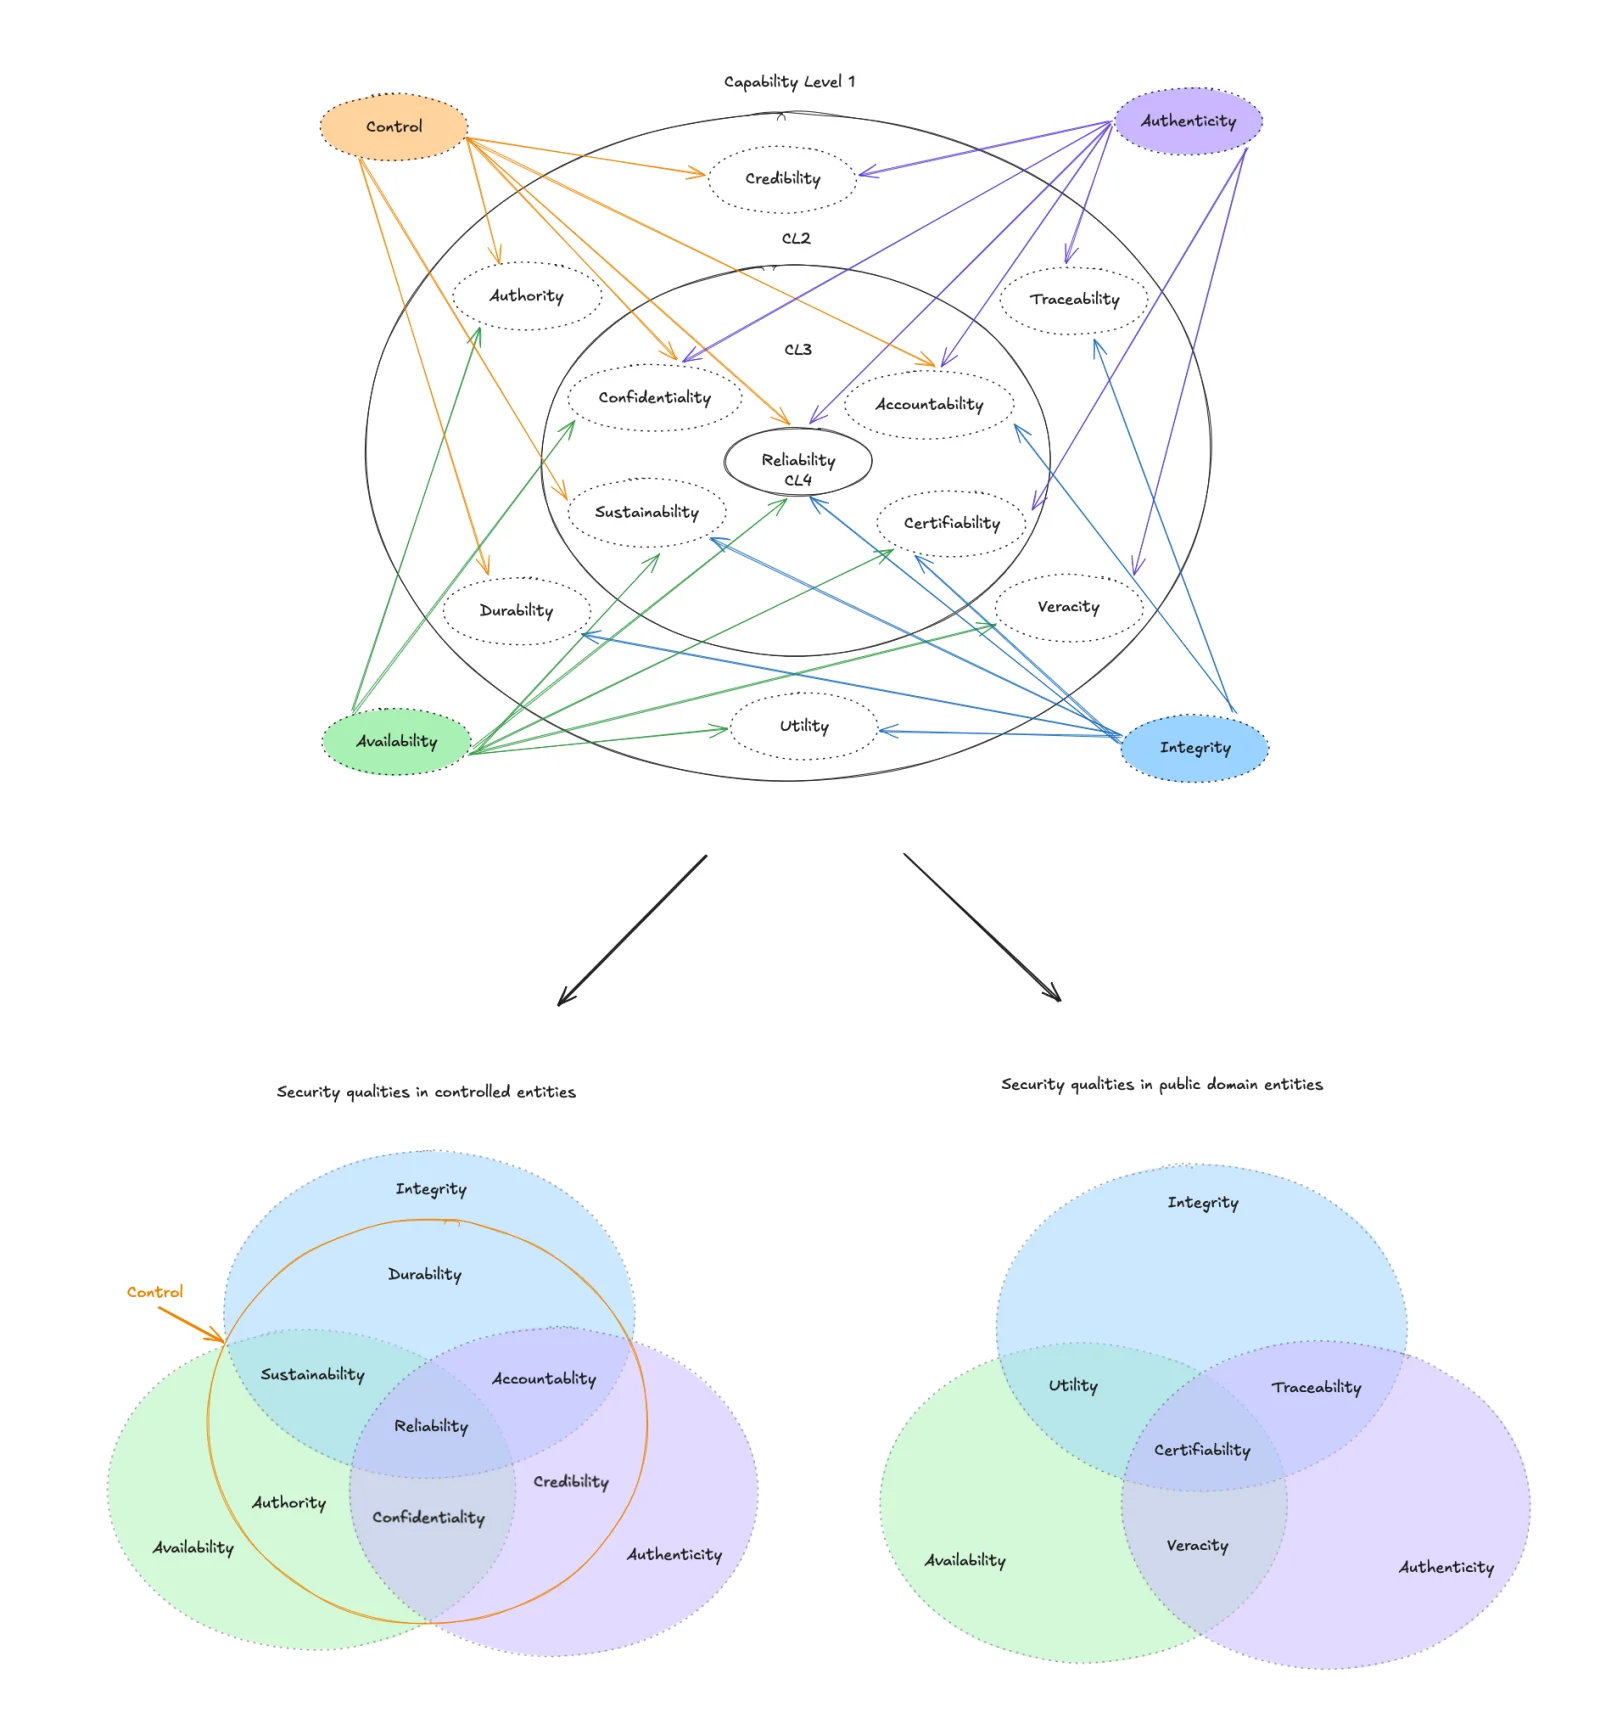 Capability Level 1
Control
Authenticity
Credibility
CL2
Authority
Traceability
CL3
Confidentiality
Accountability
Reliability
CL4
Sustainability
Certifiability
Durability
Veracity
Utility
Availability
Integrity
Security qualities in controlled entities
Integrity
Durability
Control
Sustainability
Accountablity
Reliability
Credibility
Authority
Confidentiality
Availability
Authenticity
Security qualities in public domain entities
Integrity
Utility
Traceability
Certifiability
Veracity
Availability
Authenticity